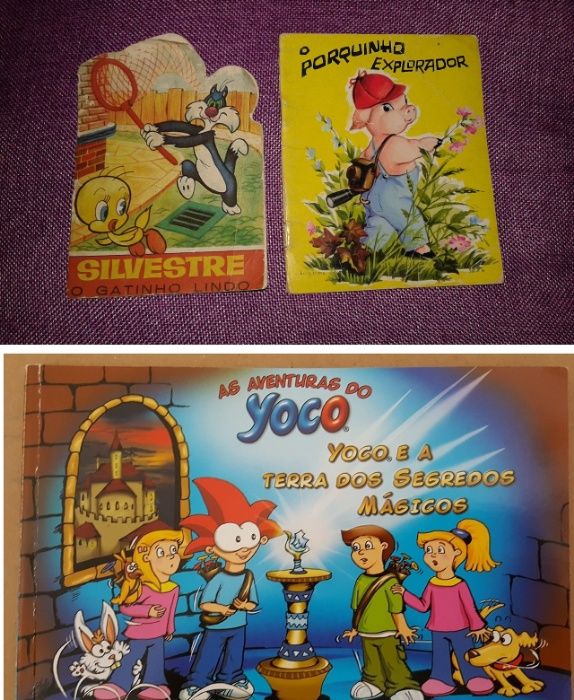 SILVESTRE
O GATINHO LINDO
O
PORQUINHO
EXPLORADOR
AS AVENTURAS DO
YOCO®
YOCO, E A
TERRA DOS SEGREDOS
MÁGICOS